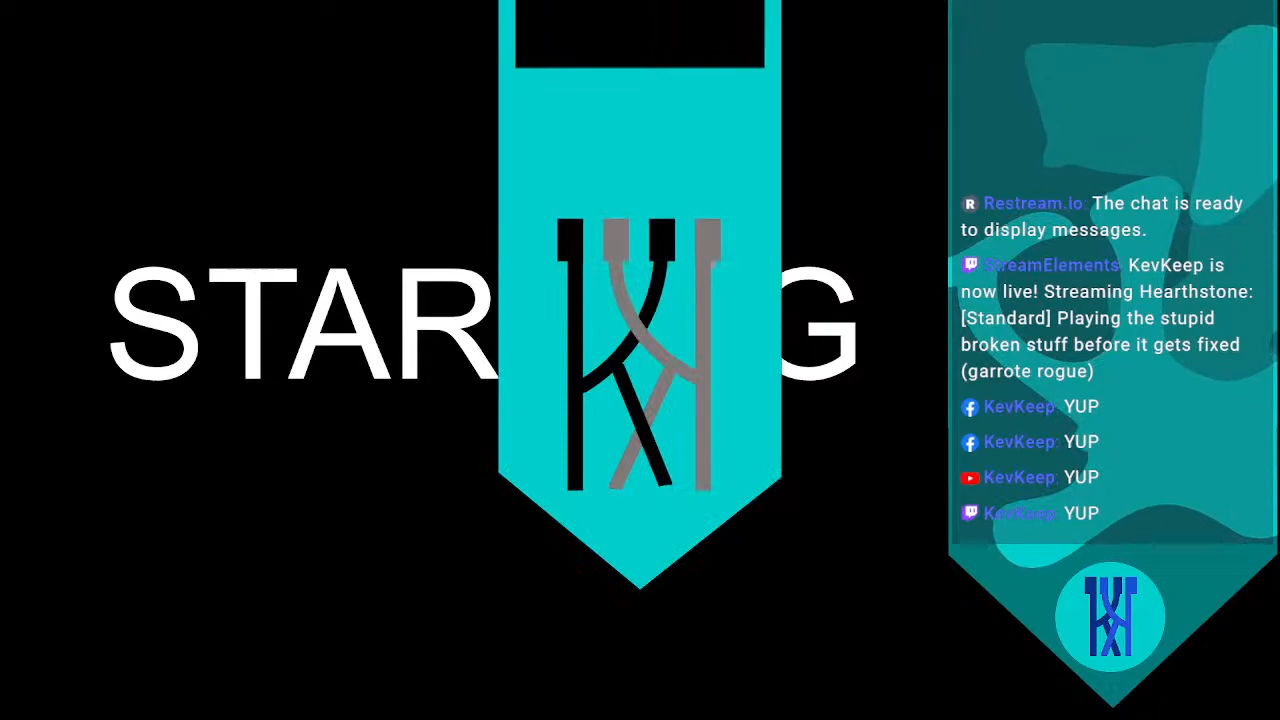 STAR G
Restream.io: The chat is ready
to display messages.
StreamElements: KevKeep is
now live! Streaming Hearthstone:
[Standard] Playing the stupid
broken stuff before it gets fixed
(garrote rogue)
KevKeep: YUP
KevKeep: YUP
KevKeep: YUP
KevKeep: YUP